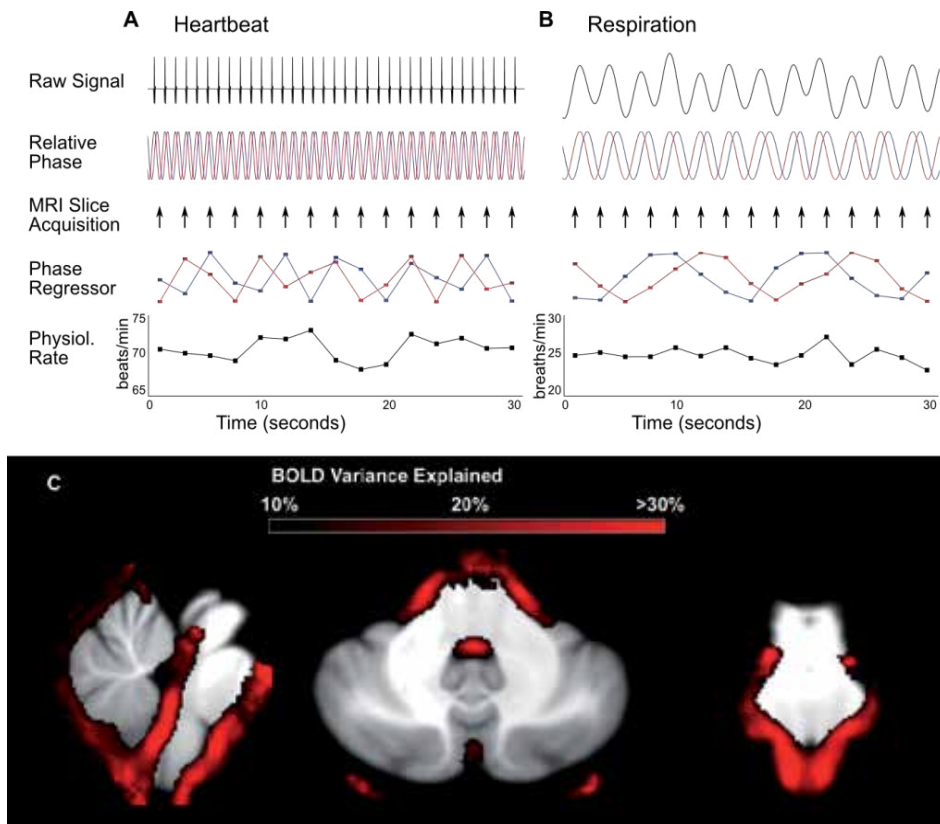 A Heartbeat
B Respiration
Raw Signal
Relative
Phase
MRI Slice
Acquisition
Phase
Regressor
Physiol.
Rate
beats/min
75
70
65
0 10 20 30
Time (seconds)
breaths/min
30
25
20
0 10 20 30
Time (seconds)
C
BOLD Variance Explained
10% 20% >30%